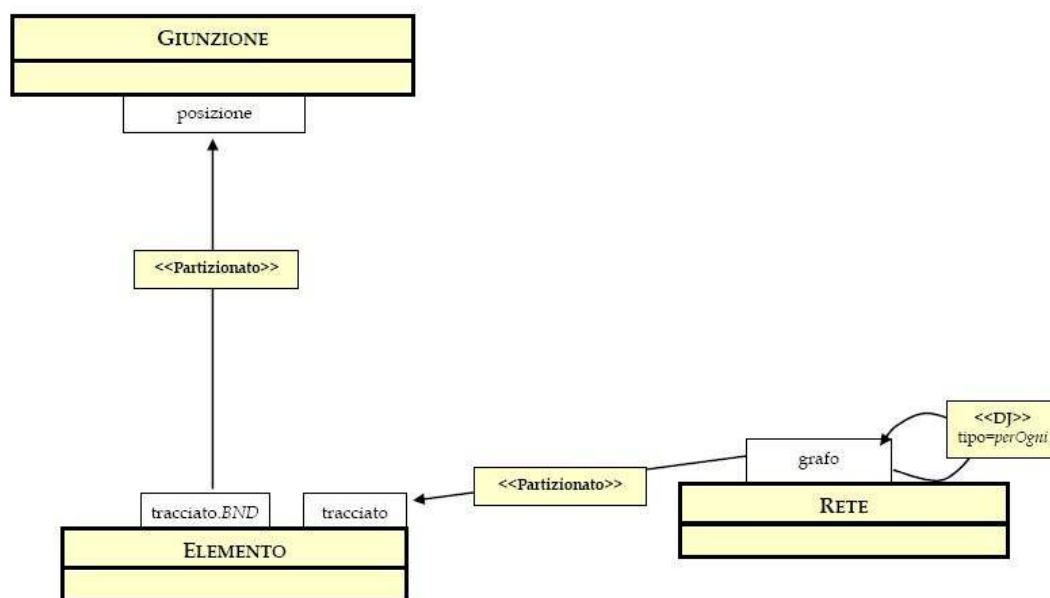 GIUNZIONE
posizione
<<Partizionato>>
<<DJ>>
tipo=perOgni
grafo
<<Partizionato>>
RETE
tracciato.BND
tracciato
ELEMENTO